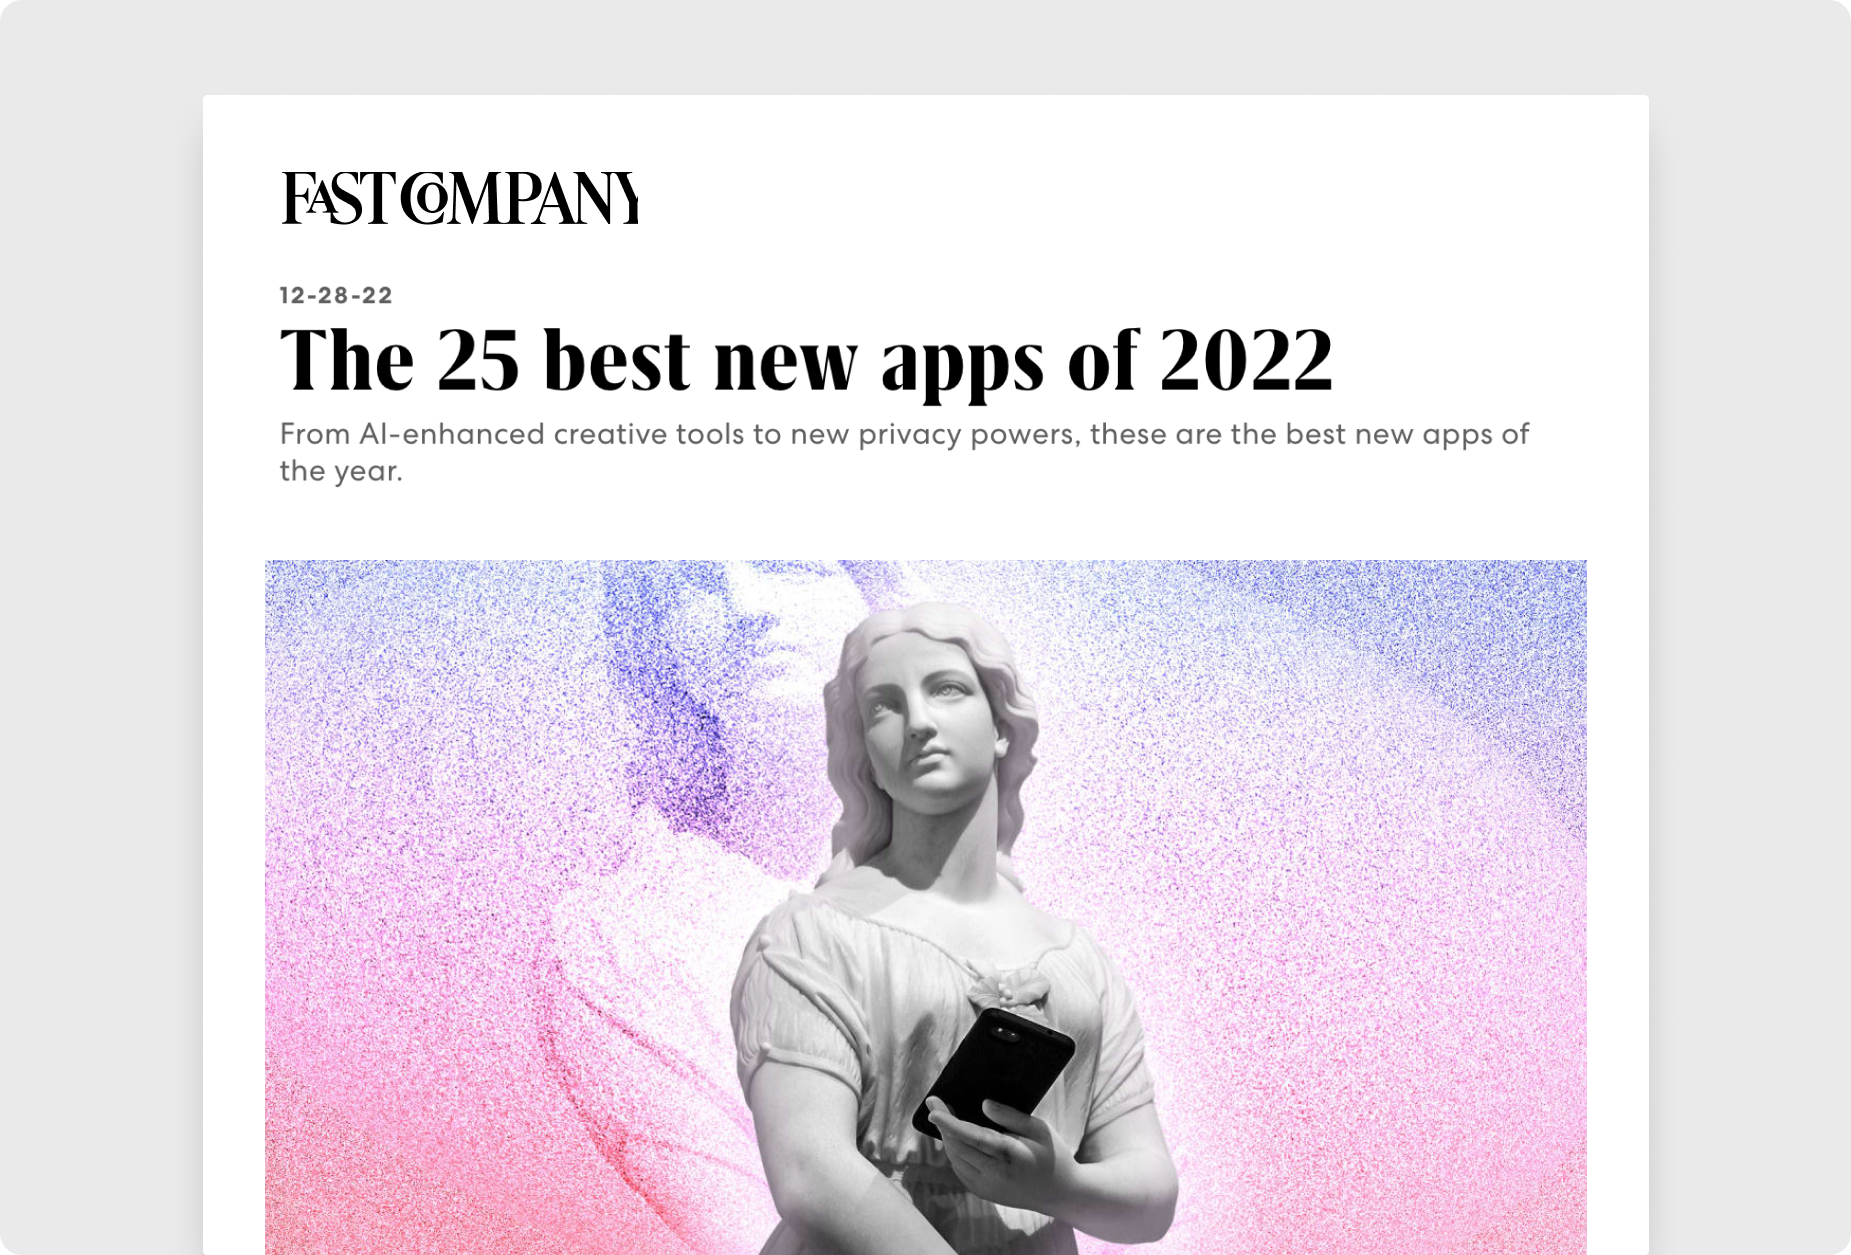 FAST COMPANY
12-28-22
The 25 best new apps of 2022
From AI-enhanced creative tools to new privacy powers, these are the best new apps of
the year.